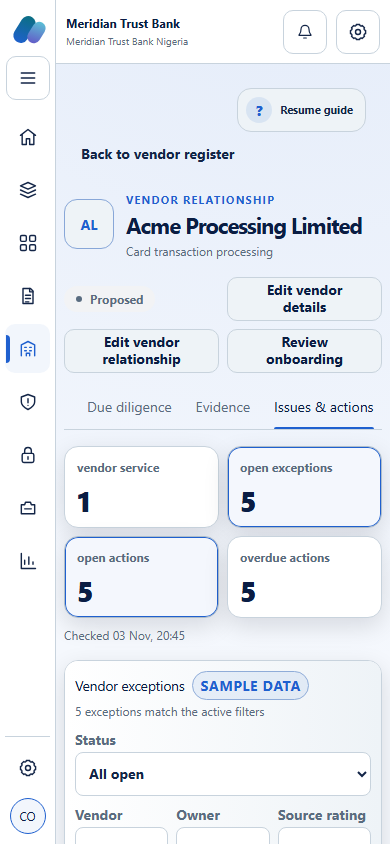 Meridian Trust Bank
Meridian Trust Bank Nigeria
? Resume guide
Back to vendor register
AL
VENDOR RELATIONSHIP
Acme Processing Limited
Card transaction processing
Proposed
Edit vendor details
Edit vendor relationship
Review onboarding
Due diligence
Evidence
Issues & actions
vendor service
1
open exceptions
5
open actions
5
overdue actions
5
Checked 03 Nov, 20:45
Vendor exceptions
SAMPLE DATA
5 exceptions match the active filters
Status
All open
Vendor
Owner
Source rating
CO